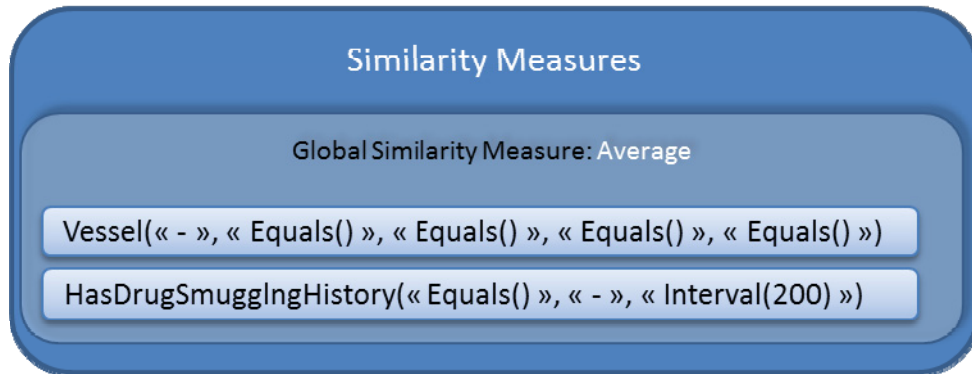 Similarity Measures
Global Similarity Measure: Average
Vessel(« - », « Equals() », « Equals() », « Equals() », « Equals() »)
HasDrugSmugglngHistory(« Equals() », « - », « Interval(200) »)